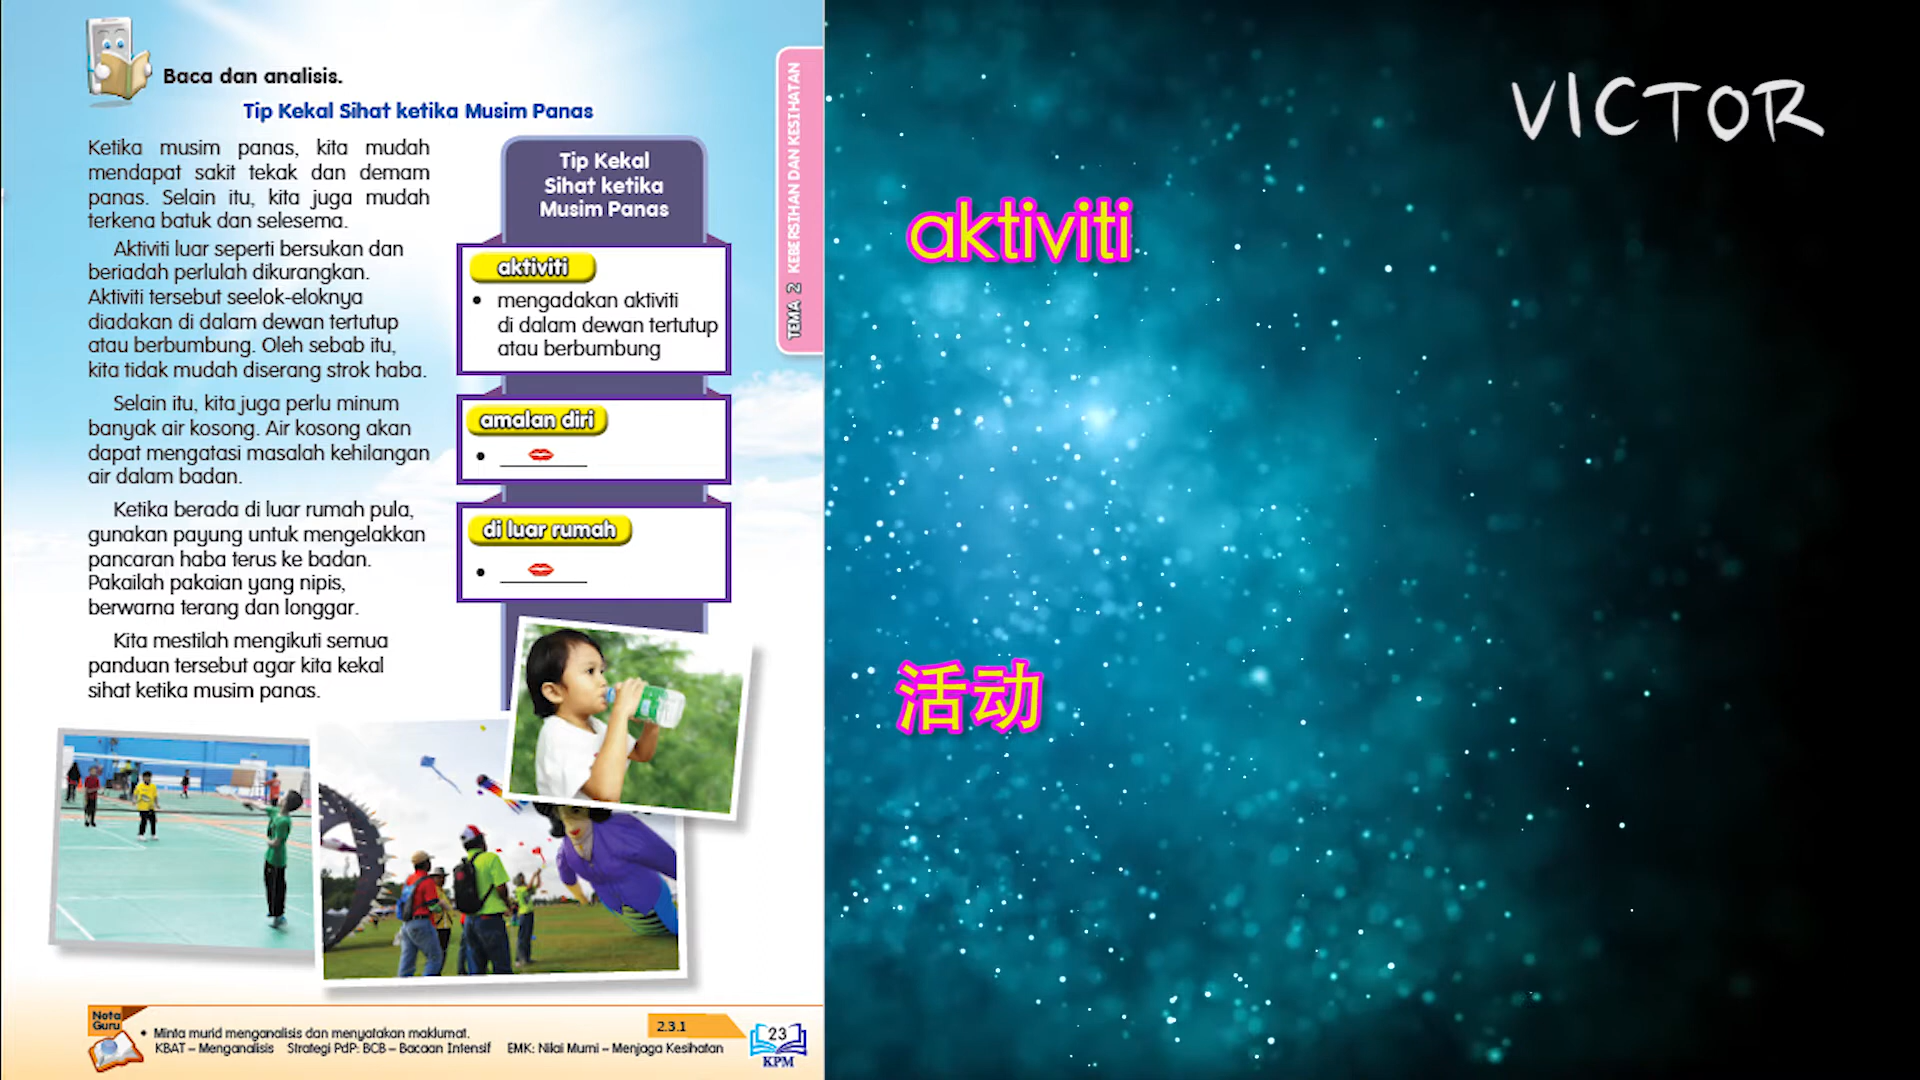 Baca dan analisis.
Tip Kekal Sihat ketika Musim Panas
Ketika musim panas, kita mudah
mendapat sakit tekak dan demam
panas. Selain itu, kita juga mudah
terkena batuk dan selesema.
Aktiviti luar seperti bersukan dan
beriadah perlulah dikurangkan.
Aktiviti tersebut seelok-eloknya
diadakan di dalam dewan tertutup
atau berbumbung. Oleh sebab itu,
kita tidak mudah diserang strok haba.
Selain itu, kita juga perlu minum
banyak air kosong. Air kosong akan
dapat mengatasi masalah kehilangan
air dalam badan.
Ketika berada di luar rumah pula,
gunakan payung untuk mengelakkan
pancaran haba terus ke badan.
Pakailah pakaian yang nipis,
berwarna terang dan longgar.
Kita mestilah mengikuti semua
panduan tersebut agar kita kekal
sihat ketika musim panas.
Tip Kekal
Sihat ketika
Musim Panas
aktiviti
• mengadakan aktiviti
di dalam dewan tertutup
atau berbumbung
amalan diri
di luar rumah
TEMA 2 KEBERSIHAN DAN KESIHATAN
Nota
Guru
• Minta murid menganalisis dan menyatakan maklumat.
KBAT – Menganalisis Strategi PdP: BCB – Bacaan Intensif EMK: Nilai Murni – Menjaga Kesihatan
2.3.1
23
KPM
VICTOR
aktiviti
活动